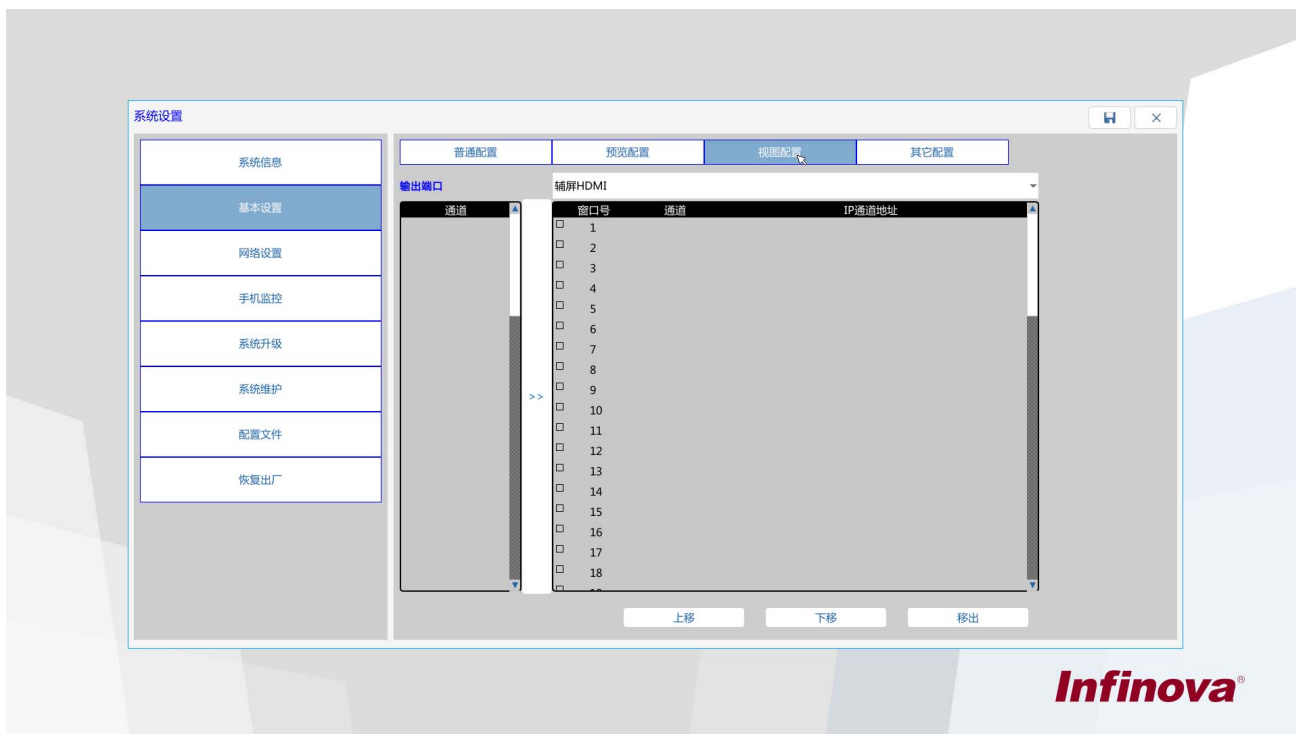 系统设置
系统信息
基本设置
网络设置
手机监控
系统升级
系统维护
配置文件
恢复出厂
普通配置 预览配置 视图配置 其它配置
输出端口 辅屏HDMI
通道
>>
窗口号 通道 IP通道地址
1
2
3
4
5
6
7
8
9
10
11
12
13
14
15
16
17
18
上移 下移 移出
Infinova®